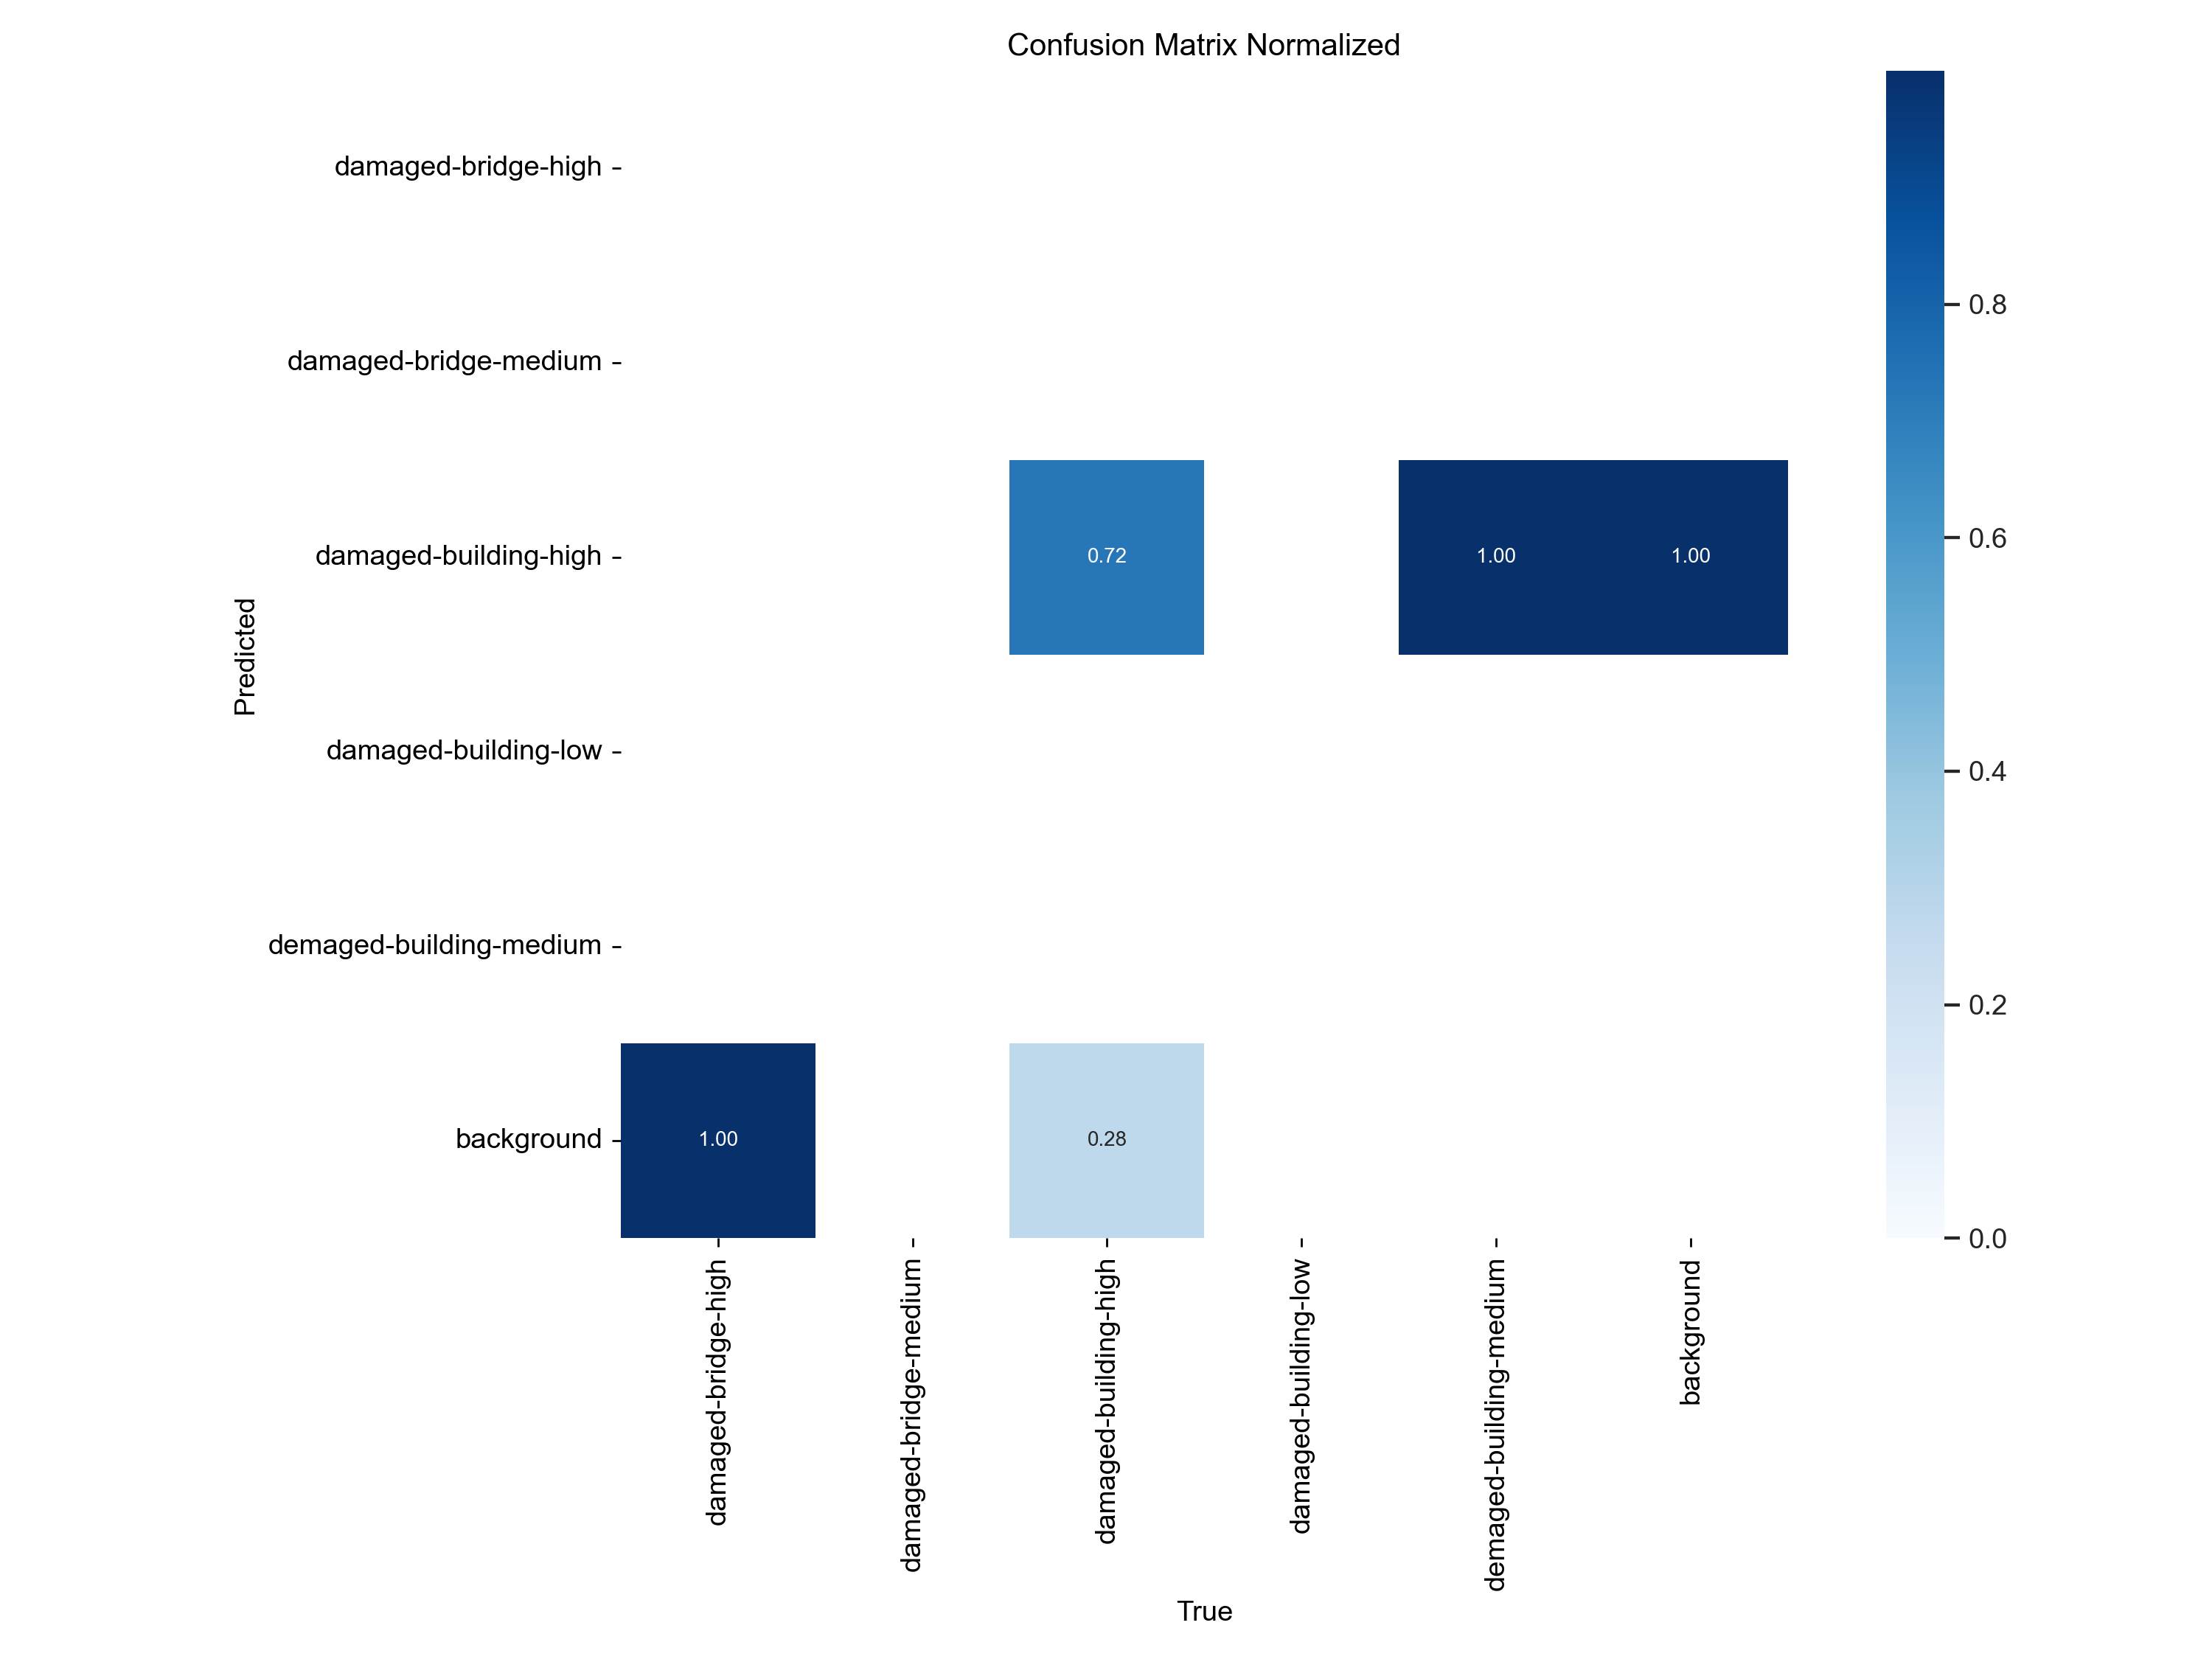 Confusion Matrix Normalized
damaged-bridge-high
damaged-bridge-medium
damaged-building-high
damaged-building-low
demaged-building-medium
background
Predicted
0.72
1.00
1.00
1.00
0.28
0.8
0.6
0.4
0.2
0.0
damaged-bridge-high
damaged-bridge-medium
damaged-building-high
damaged-building-low
demaged-building-medium
background
True